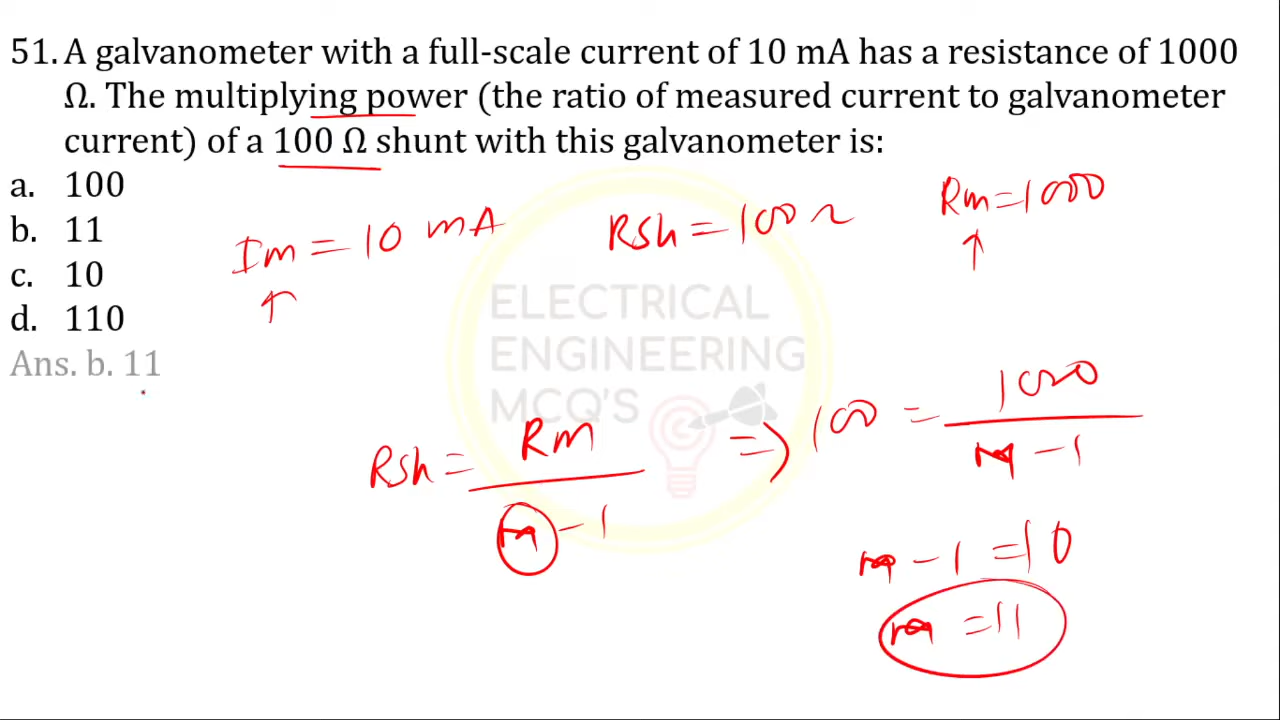 51. A galvanometer with a full-scale current of 10 mA has a resistance of 1000
Ω. The multiplying power (the ratio of measured current to galvanometer
current) of a 100 Ω shunt with this galvanometer is:
a. 100
b. 11
c. 10
d. 110
Ans. b. 11
Im = 10 mA
Rsh = 100 Ω
Rm = 1000
ELECTRICAL
ENGINEERING
MCQ'S
Rsh = Rm / m - 1
=> 100 = 1000 / m - 1
m - 1 = 10
m = 11